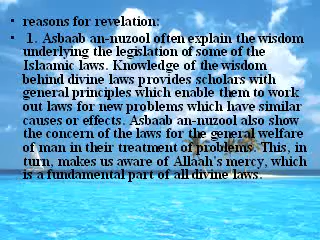 • reasons for revelation:
• 1. Asbaab an-nuzool often explain the wisdom
underlying the legislation of some of the
Islaamic laws. Knowledge of the wisdom
behind divine laws provides scholars with
general principles which enable them to work
out laws for new problems which have similar
causes or effects. Asbaab an-nuzool also show
the concern of the laws for the general welfare
of man in their treatment of problems. This, in
turn, makes us aware of Allaah's mercy, which
is a fundamental part of all divine laws.